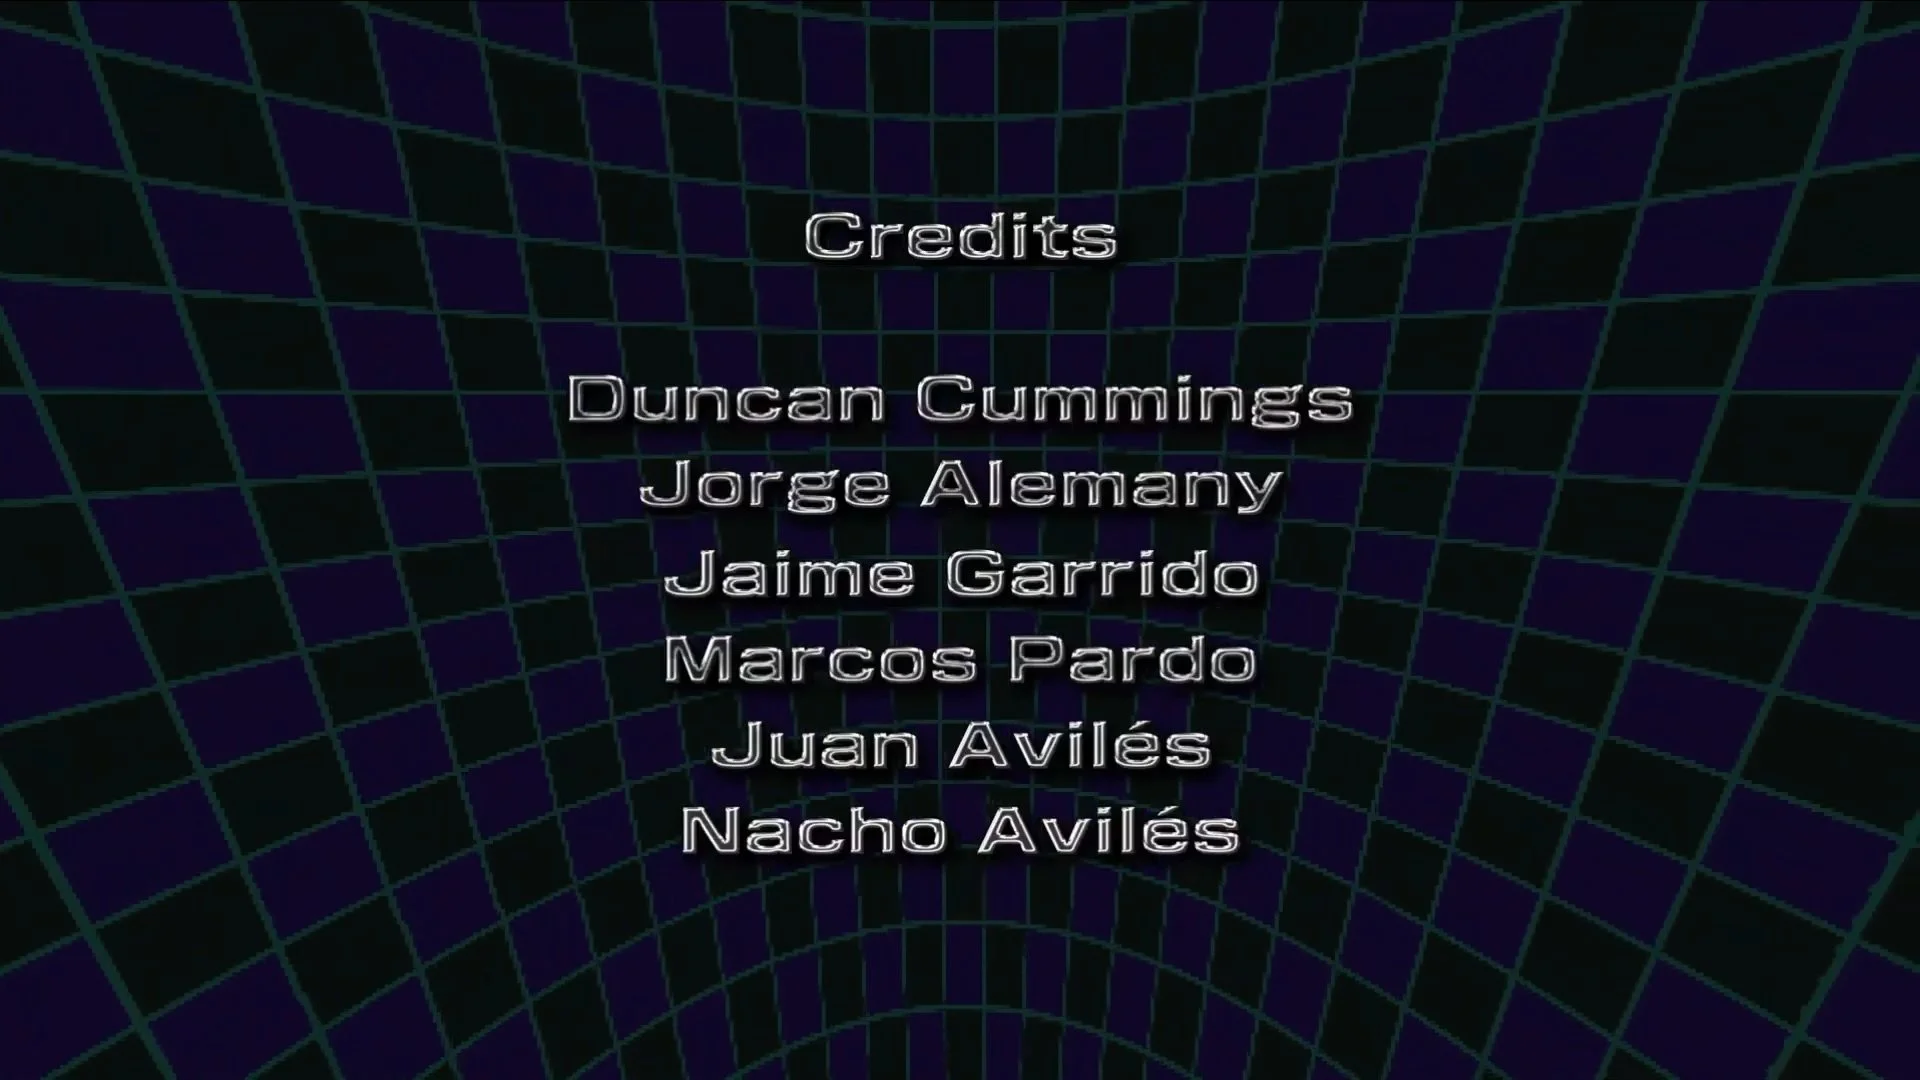 Credits
Duncan Cummings
Jorge Alemany
Jaime Garrido
Marcos Pardo
Juan Avilés
Nacho Avilés